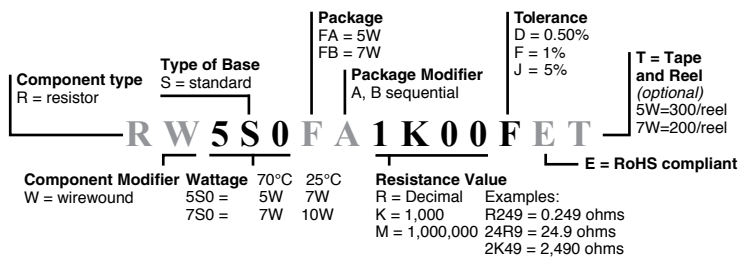 Package
FA = 5W
FB = 7W
Tolerance
D = 0.50%
F = 1%
J = 5%
Type of Base
S = standard
Component type
R = resistor
Package Modifier
A, B sequential
T = Tape
and Reel
(optional)
5W=300/reel
7W=200/reel
R W 5 S 0 F A 1 K 0 0 F E T
E = RoHS compliant
Component Modifier
W = wirewound
Wattage 70°C 25°C
5S0 = 5W 7W
7S0 = 7W 10W
Resistance Value
R = Decimal
K = 1,000
M = 1,000,000
Examples:
R249 = 0.249 ohms
24R9 = 24.9 ohms
2K49 = 2,490 ohms